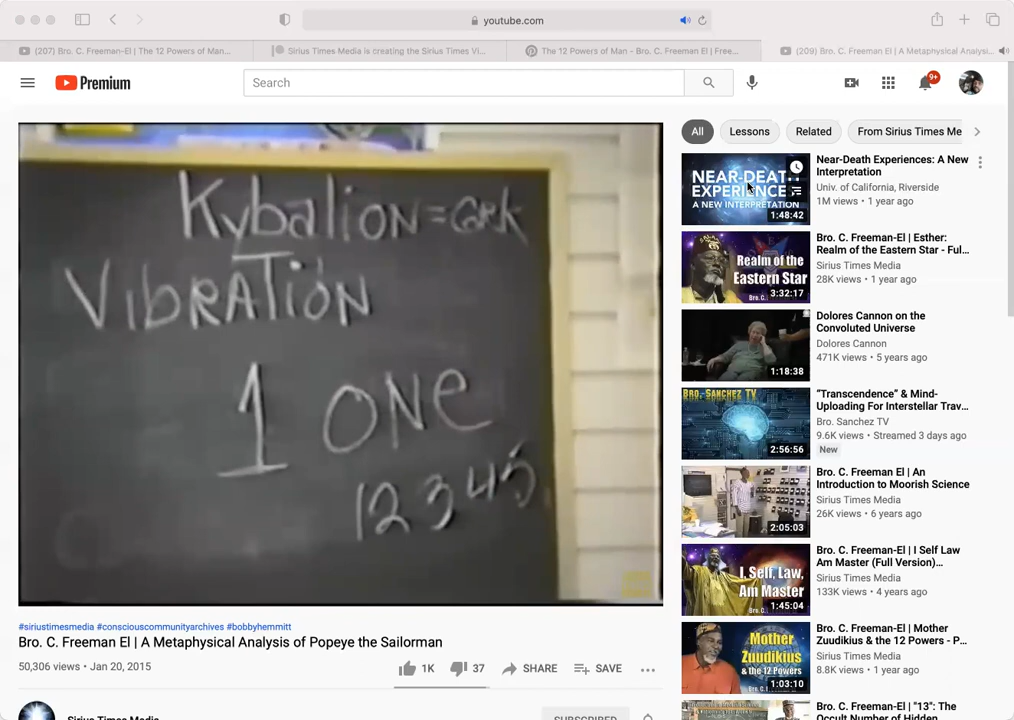 youtube.com
(207) Bro. C. Freeman-El | The 12 Powers of Man...
Sirius Times Media is creating the Sirius Times Vi...
The 12 Powers of Man - Bro. C. Freeman El | Free...
(209) Bro. C. Freeman El | A Metaphysical Analysi...
Premium
Search
9+
Kybalion=Grk
VibRATioN
1 ONe
12345
#siriustimesmedia #consciouscommunityarchives #bobbyhemmitt
Bro. C. Freeman El | A Metaphysical Analysis of Popeye the Sailorman
50,306 views • Jan 20, 2015
1K
37
SHARE
SAVE
Sirius Times Media
SUBSCRIBED
All
Lessons
Related
From Sirius Times Me
NEAR-DEATH
EXPERIENCES
A NEW INTERPRETATION
1:48:42
Near-Death Experiences: A New
Interpretation
Univ. of California, Riverside
1M views • 1 year ago
Realm of the
Eastern Star
3:32:17
Bro. C. Freeman-El | Esther:
Realm of the Eastern Star - Ful...
Sirius Times Media
28K views • 1 year ago
1:18:38
Dolores Cannon on the
Convoluted Universe
Dolores Cannon
471K views • 5 years ago
BRO. SANCHEZ TV
2:56:56
“Transcendence” & Mind-
Uploading For Interstellar Trav...
Bro. Sanchez TV
9.6K views • Streamed 3 days ago
New
2:05:03
Bro. C. Freeman El | An
Introduction to Moorish Science
Sirius Times Media
26K views • 6 years ago
I, Self, Law,
Am Master
1:45:04
Bro. C. Freeman-El | I Self Law
Am Master (Full Version)...
Sirius Times Media
133K views • 4 years ago
Mother
Zuudikius
& the 12 Powers
1:03:10
Bro. C. Freeman-El | Mother
Zuudikius & the 12 Powers - P...
Sirius Times Media
8.8K views • 1 year ago
Bro. C. Freeman-El | "13": The
Occult Number of Hidden